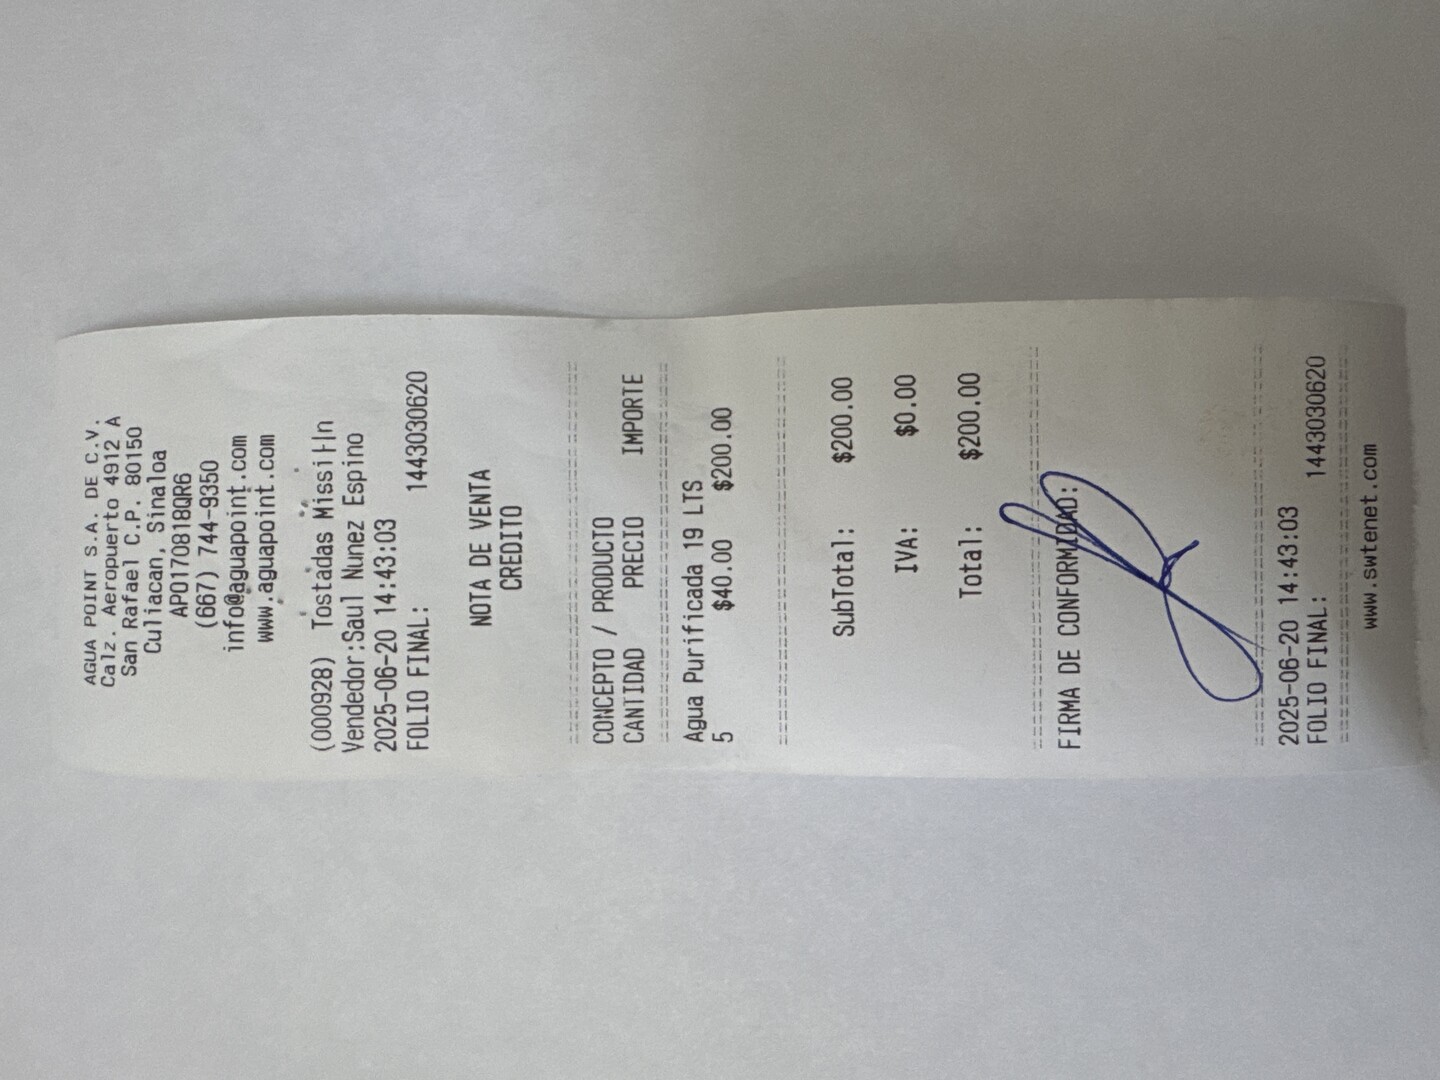 AGUA POINT S.A. DE C.V.
Calz. Aeropuerto 4912 A
San Rafael C.P. 80150
Culiacan, Sinaloa
APO170818QR6
(667) 744-9350
info@aguapoint.com
www.aguapoint.com
(000928) Tostadas
Vendedor:Saul Nunez Espino
2025-06-20 14:43:03
FOLIO FINAL: 1443030620
NOTA DE VENTA
CREDITO
CONCEPTO / PRODUCTO
CANTIDAD PRECIO IMPORTE
Agua Purificada 19 LTS
5 $40.00 $200.00
SubTotal: $200.00
IVA: $0.00
Total: $200.00
FIRMA DE CONFORMIDAD:
2025-06-20 14:43:03
FOLIO FINAL: 1443030620
www.swtenet.com